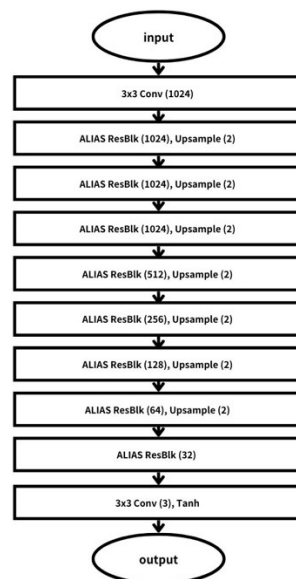 input
3x3 Conv (1024)
ALIAS ResBlk (1024), Upsample (2)
ALIAS ResBlk (1024), Upsample (2)
ALIAS ResBlk (1024), Upsample (2)
ALIAS ResBlk (512), Upsample (2)
ALIAS ResBlk (256), Upsample (2)
ALIAS ResBlk (128), Upsample (2)
ALIAS ResBlk (64), Upsample (2)
ALIAS ResBlk (32)
3x3 Conv (3), Tanh
output